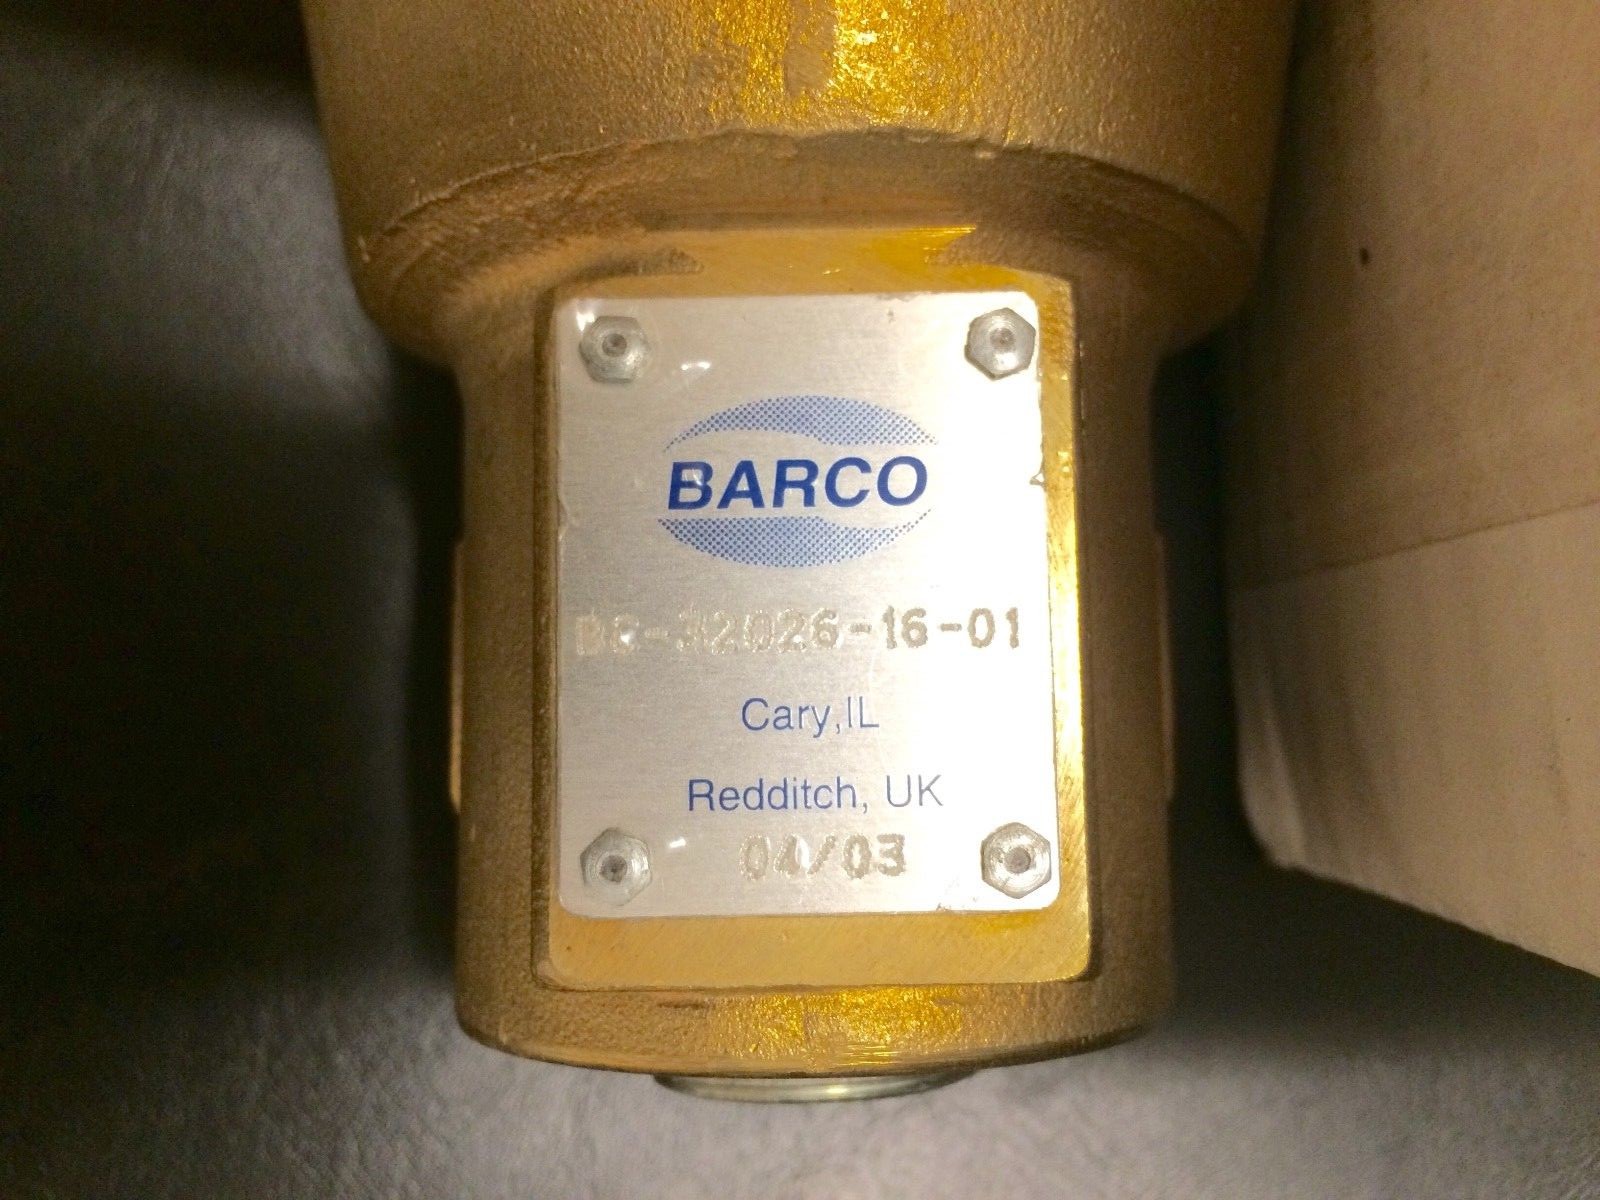 BARCO
BC-32026-16-01
Cary,IL
Redditch, UK
04/03